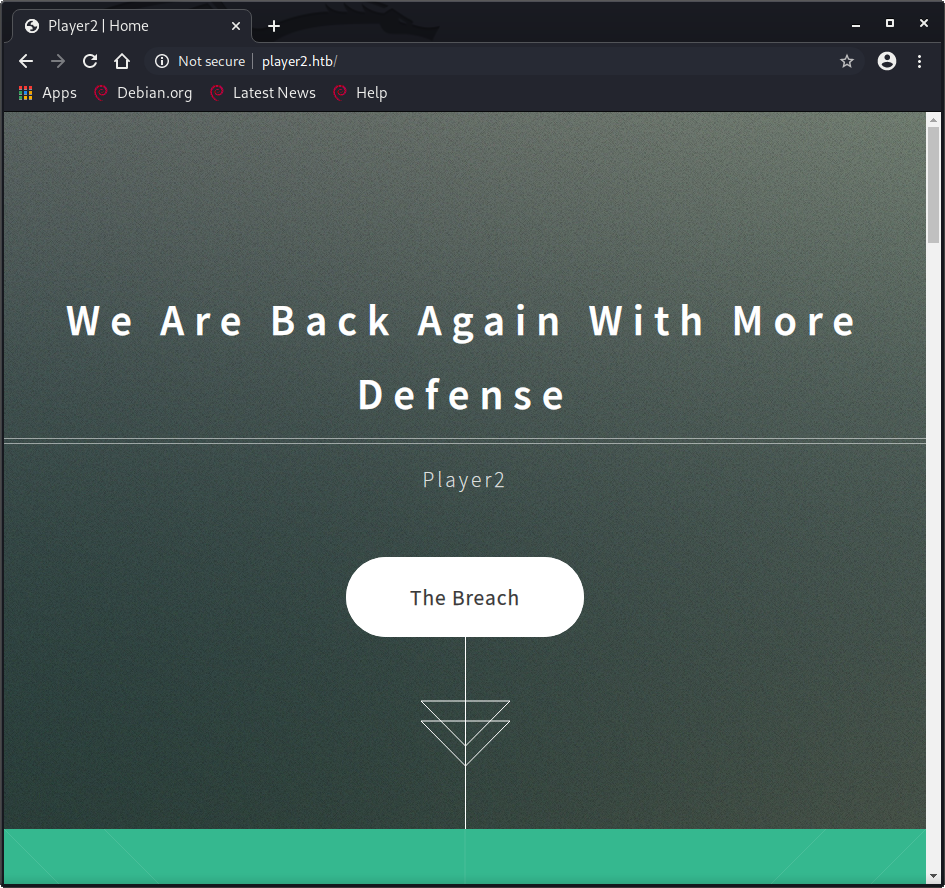 Player2 | Home
Not secure player2.htb/
Apps Debian.org Latest News Help
We Are Back Again With More
Defense
Player2
The Breach